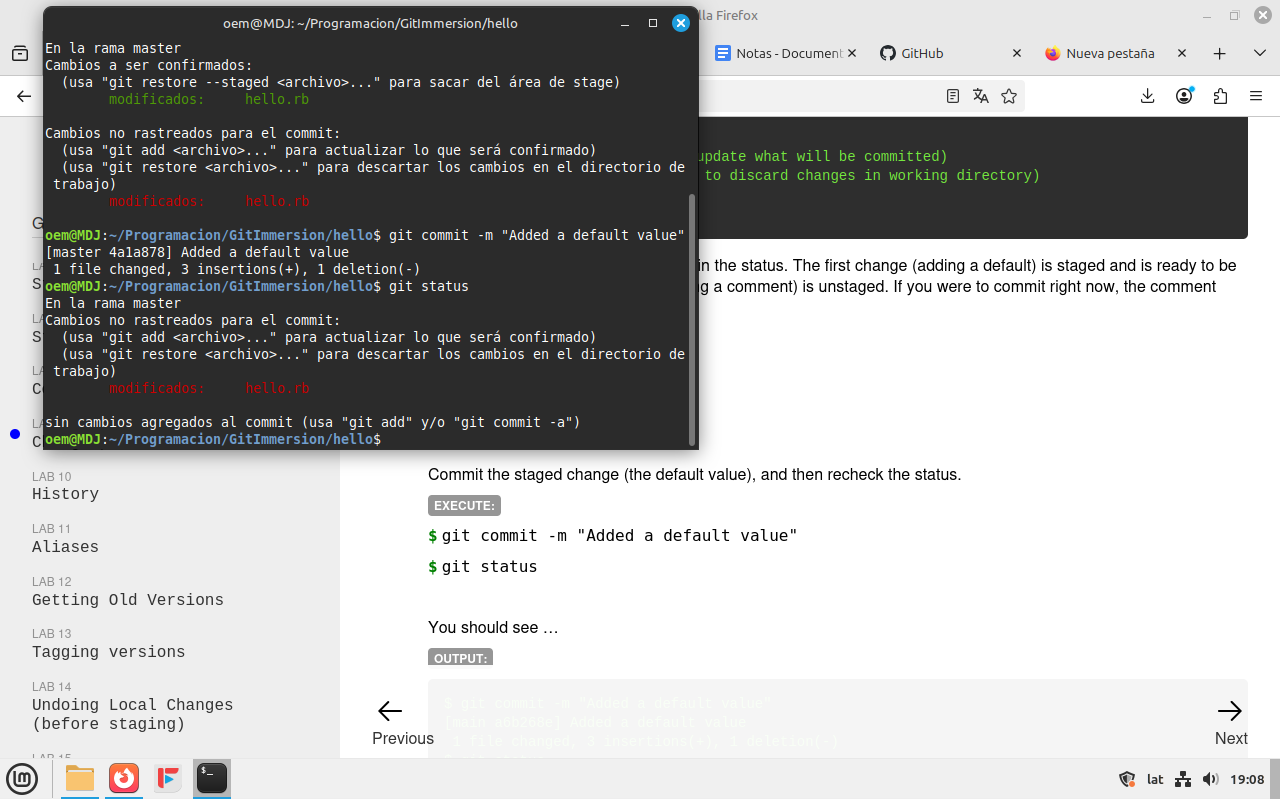 oem@MDJ: ~/Programacion/GitImmersion/hello
lla Firefox
Notas - Document
GitHub
Nueva pestaña
En la rama master
Cambios a ser confirmados:
  (usa "git restore --staged <archivo>..." para sacar del área de stage)
        modificados:     hello.rb
Cambios no rastreados para el commit:
  (usa "git add <archivo>..." para actualizar lo que será confirmado)
  (usa "git restore <archivo>..." para descartar los cambios en el directorio de
 trabajo)
        modificados:     hello.rb
oem@MDJ:~/Programacion/GitImmersion/hello$ git commit -m "Added a default value"
[master 4a1a878] Added a default value
 1 file changed, 3 insertions(+), 1 deletion(-)
oem@MDJ:~/Programacion/GitImmersion/hello$ git status
En la rama master
Cambios no rastreados para el commit:
  (usa "git add <archivo>..." para actualizar lo que será confirmado)
  (usa "git restore <archivo>..." para descartar los cambios en el directorio de
 trabajo)
        modificados:     hello.rb
sin cambios agregados al commit (usa "git add" y/o "git commit -a")
oem@MDJ:~/Programacion/GitImmersion/hello$
update what will be committed)
to discard changes in working directory)
in the status. The first change (adding a default) is staged and is ready to be
g a comment) is unstaged. If you were to commit right now, the comment
LAB 10
History
LAB 11
Aliases
LAB 12
Getting Old Versions
LAB 13
Tagging versions
LAB 14
Undoing Local Changes
(before staging)
LAB 15
Commit the staged change (the default value), and then recheck the status.
EXECUTE:
$ git commit -m "Added a default value"
$ git status
You should see …
OUTPUT:
$ git commit -m "Added a default value"
Added a default value
1 file changed, 3 insertions(+), 1 deletion(-)
Previous
Next
lat
19:08